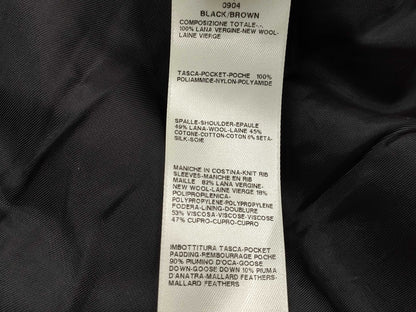 0904
BLACK/BROWN
COMPOSIZIONE TOTALE-.-.
100% LANA VERGINE-NEW WOOL-
LAINE VIERGE
TASCA-POCKET-POCHE 100%
POLIAMMIDE-NYLON-POLYAMIDE
SPALLE-SHOULDER-EPAULE
49% LANA-WOOL-LAINE 45%
COTONE-COTTON-COTON 6% SETA-
SILK-SOIE
MANICHE IN COSTINA-KNIT RIB
SLEEVES-MANCHE EN RIB
MAILLE 82% LANA VERGINE-
NEW WOOL-LAINE VIERGE 18%
POLIPROPILENICA-
POLYPROPYLENE-POLYPROPYLENE
FODERA-LINING-DOUBLURE
53% VISCOSA-VISCOSE-VISCOSE
47% CUPRO-CUPRO-CUPRO
IMBOTTITURA TASCA-POCKET
PADDING-REMBOURRAGE POCHE
90% PIUMINO D'OCA-GOOSE
DOWN-GOOSE DOWN 10% PIUMA
D'ANATRA-MALLARD FEATHERS-
MALLARD FEATHERS